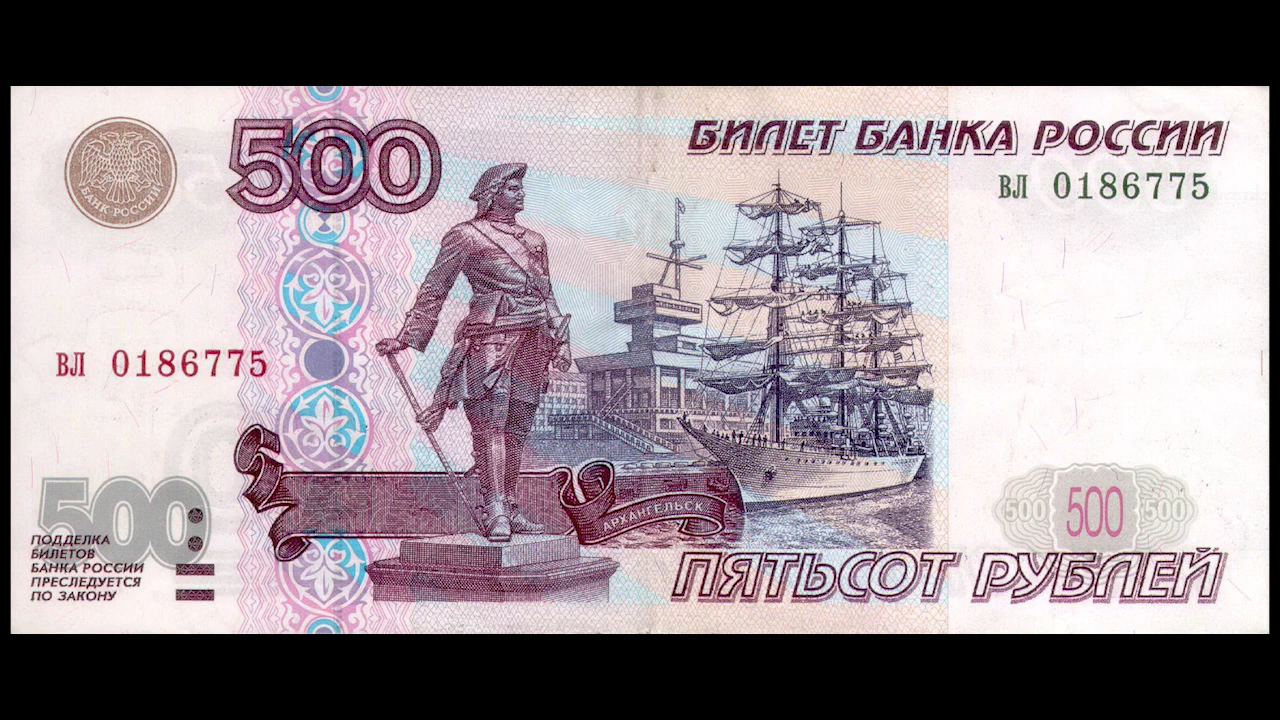 500
БИЛЕТ БАНКА РОССИИ
БАНК РОССИИ
вл 0186775
вл 0186775
АРХАНГЕЛЬСК
500
ПОДДЕЛКА
БИЛЕТОВ
БАНКА РОССИИ
ПРЕСЛЕДУЕТСЯ
ПО ЗАКОНУ
500 500 500
ПЯТЬСОТ РУБЛЕЙ